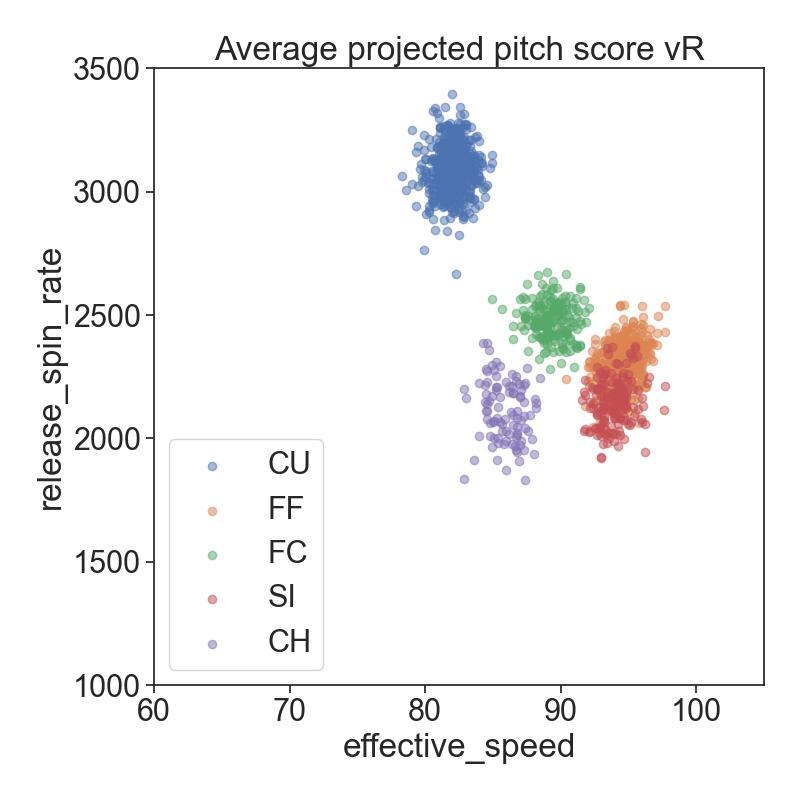 Average projected pitch score vR
3500
3000
2500
2000
1500
1000
release_spin_rate
CU
FF
FC
SI
CH
60
70
80
90
100
effective_speed